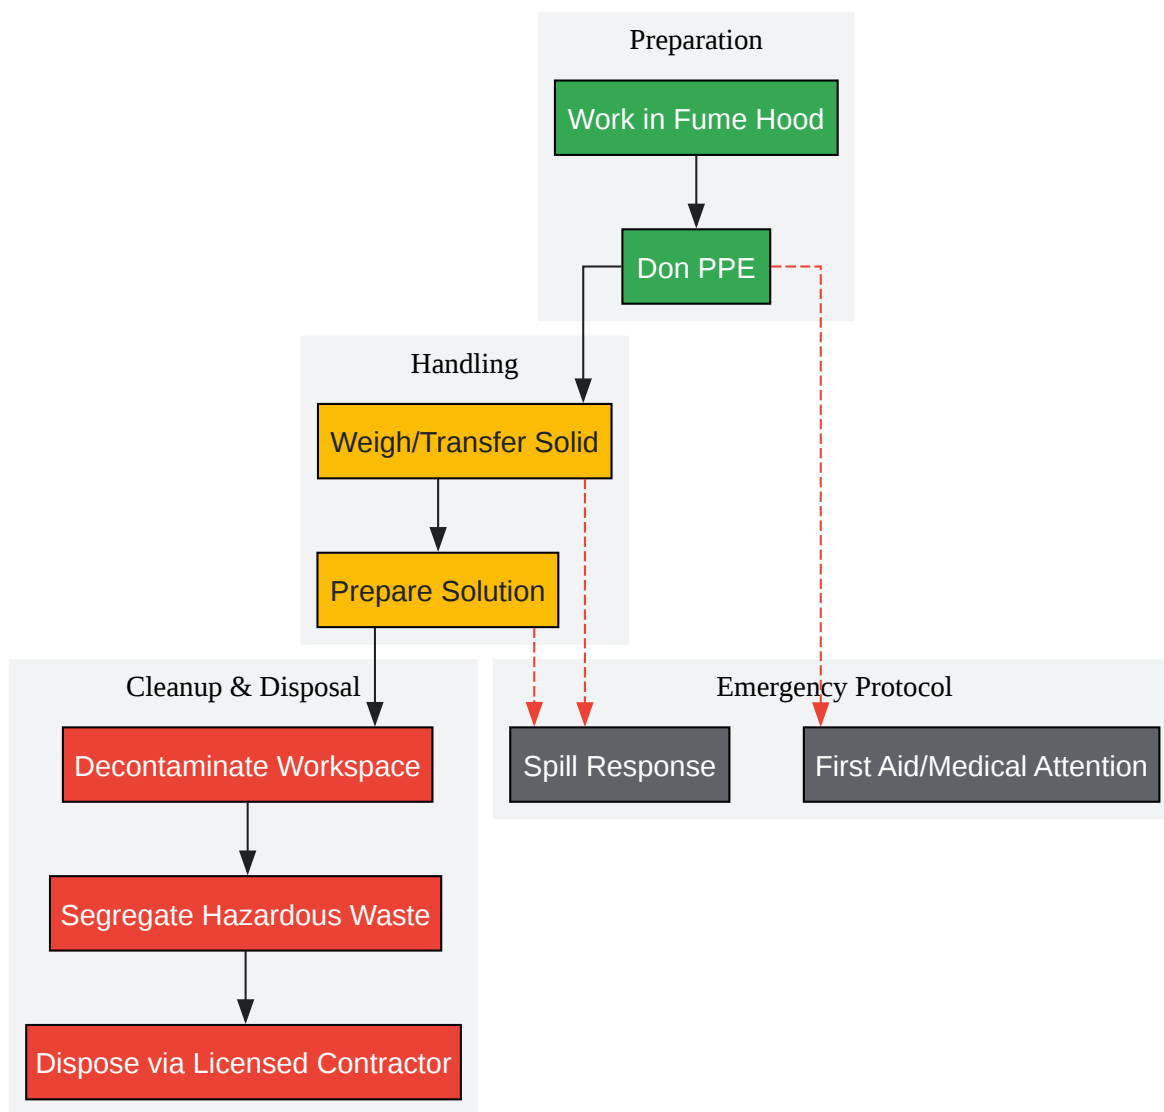 Preparation
Work in Fume Hood
Don PPE
Handling
Weigh/Transfer Solid
Prepare Solution
Cleanup & Disposal
Decontaminate Workspace
Segregate Hazardous Waste
Dispose via Licensed Contractor
Emergency Protocol
Spill Response
First Aid/Medical Attention